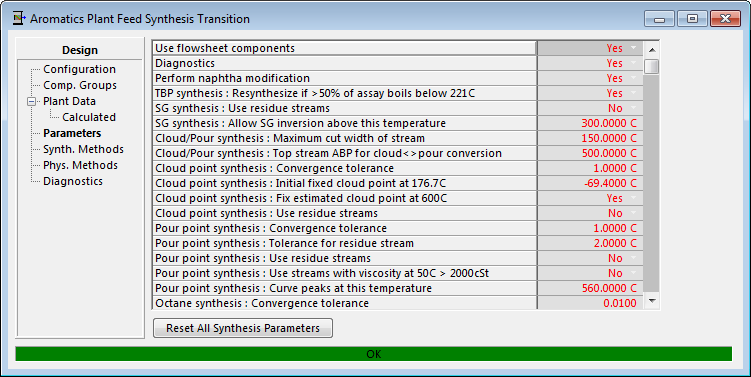 Aromatics Plant Feed Synthesis Transition
Design
Configuration
Comp. Groups
Plant Data
Calculated
Parameters
Synth. Methods
Phys. Methods
Diagnostics
Use flowsheet components Yes
Diagnostics Yes
Perform naphtha modification Yes
TBP synthesis : Resynthesize if >50% of assay boils below 221C Yes
SG synthesis : Use residue streams No
SG synthesis : Allow SG inversion above this temperature 300.0000 C
Cloud/Pour synthesis : Maximum cut width of stream 150.0000 C
Cloud/Pour synthesis : Top stream ABP for cloud<>pour conversion 500.0000 C
Cloud point synthesis : Convergence tolerance 1.0000 C
Cloud point synthesis : Initial fixed cloud point at 176.7C -69.4000 C
Cloud point synthesis : Fix estimated cloud point at 600C Yes
Cloud point synthesis : Use residue streams No
Pour point synthesis : Convergence tolerance 1.0000 C
Pour point synthesis : Tolerance for residue stream 2.0000 C
Pour point synthesis : Use residue streams No
Pour point synthesis : Use streams with viscosity at 50C > 2000cSt No
Pour point synthesis : Curve peaks at this temperature 560.0000 C
Octane synthesis : Convergence tolerance 0.0100
Reset All Synthesis Parameters
OK